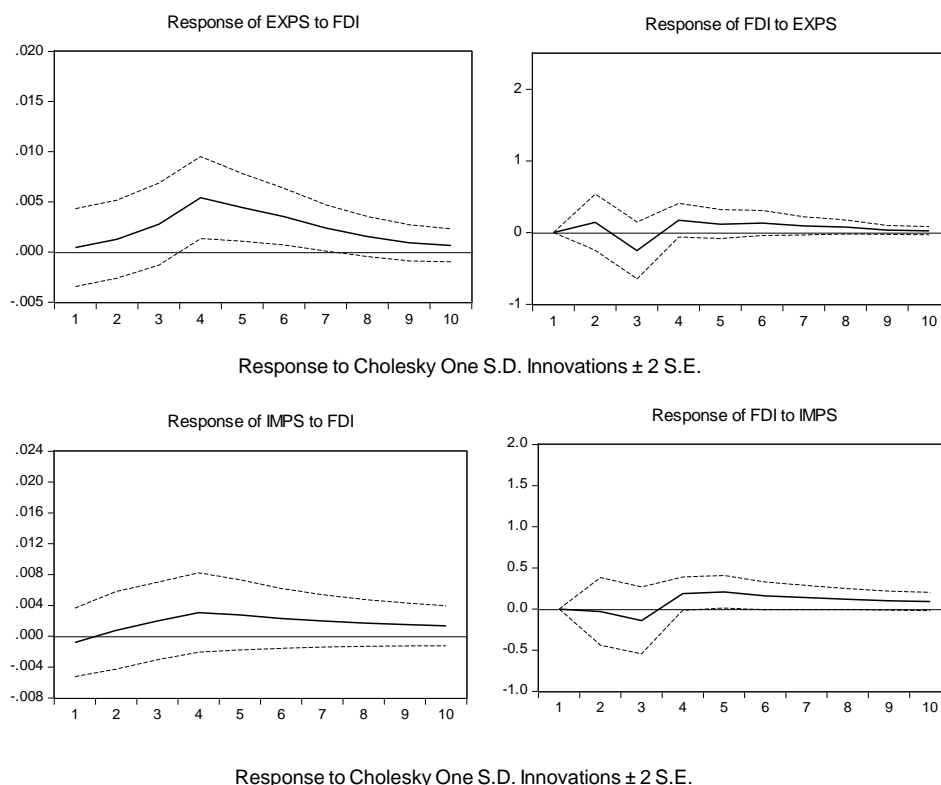 Response of EXPS to FDI
.020
.015
.010
.005
.000
-.005
1 2 3 4 5 6 7 8 9 10
Response of FDI to EXPS
2
1
0
-1
1 2 3 4 5 6 7 8 9 10
Response to Cholesky One S.D. Innovations ± 2 S.E.
Response of IMPS to FDI
.024
.020
.016
.012
.008
.004
.000
-.004
-.008
1 2 3 4 5 6 7 8 9 10
Response of FDI to IMPS
2.0
1.5
1.0
0.5
0.0
-0.5
-1.0
1 2 3 4 5 6 7 8 9 10
Response to Cholesky One S.D. Innovations ± 2 S.E.